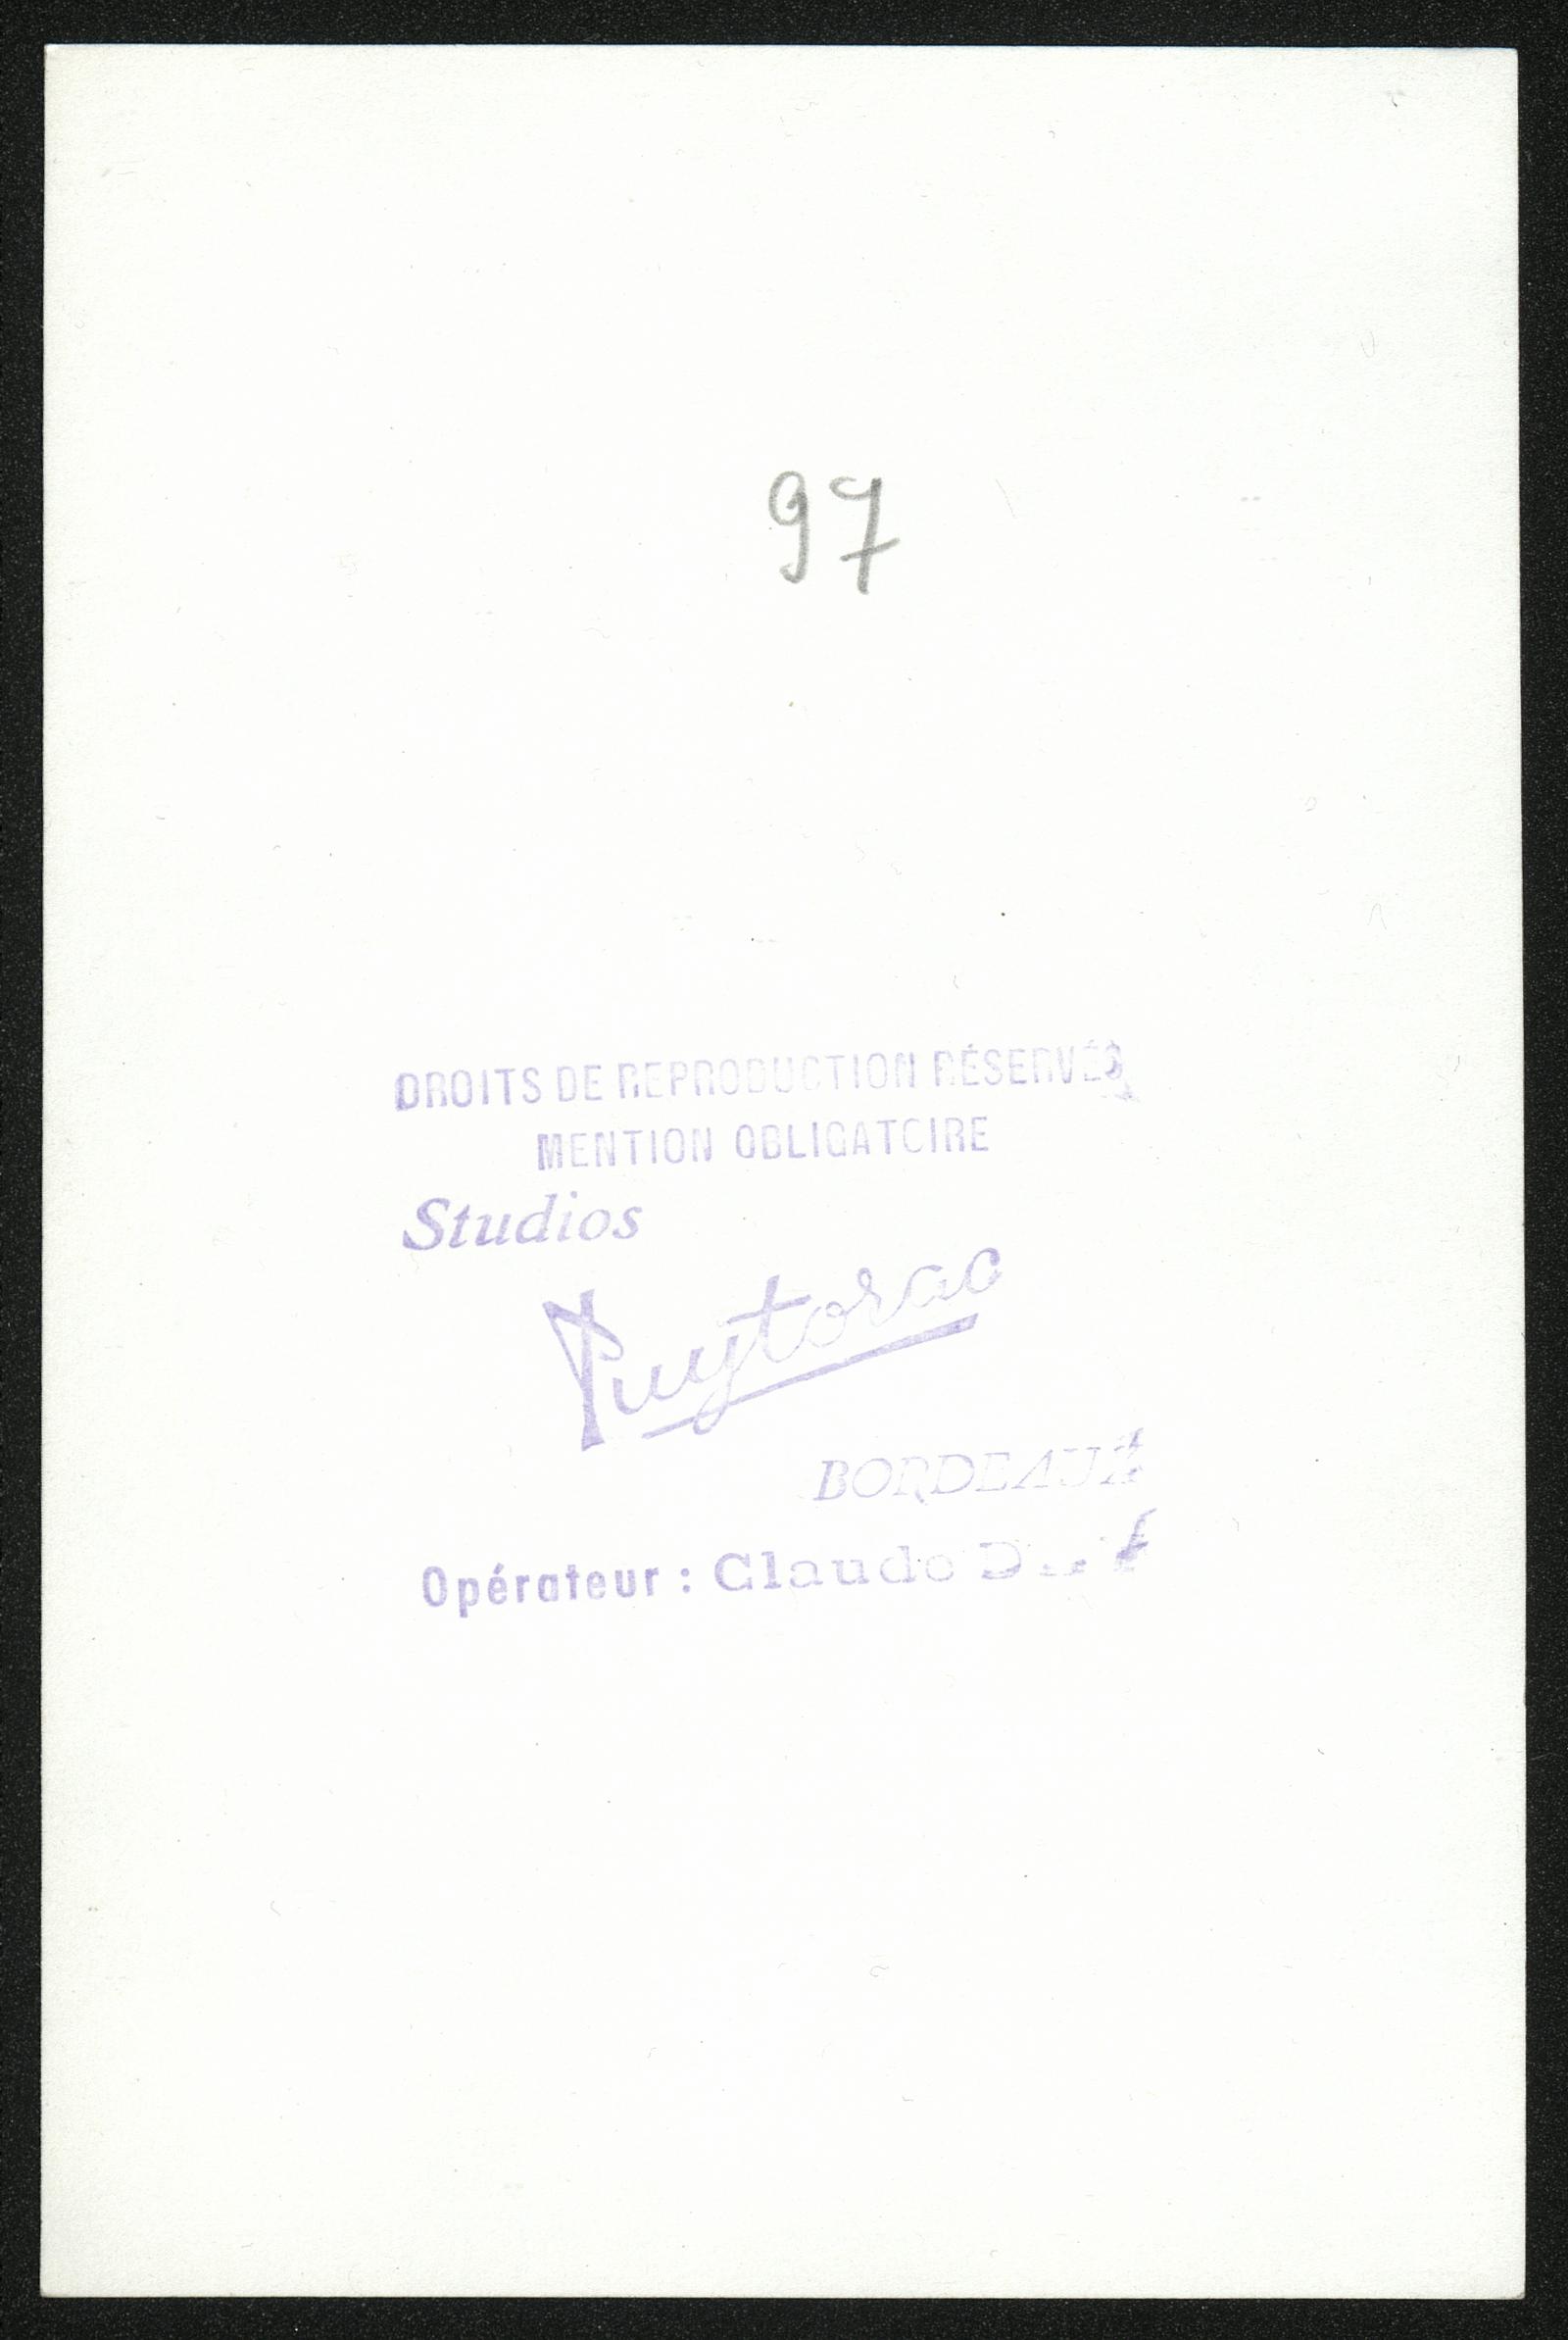 97
DROITS DE REPRODUCTION RÉSERVÉS
MENTION OBLIGATOIRE
Studios
Puytorac
BORDEAUX
Opérateur : Claude